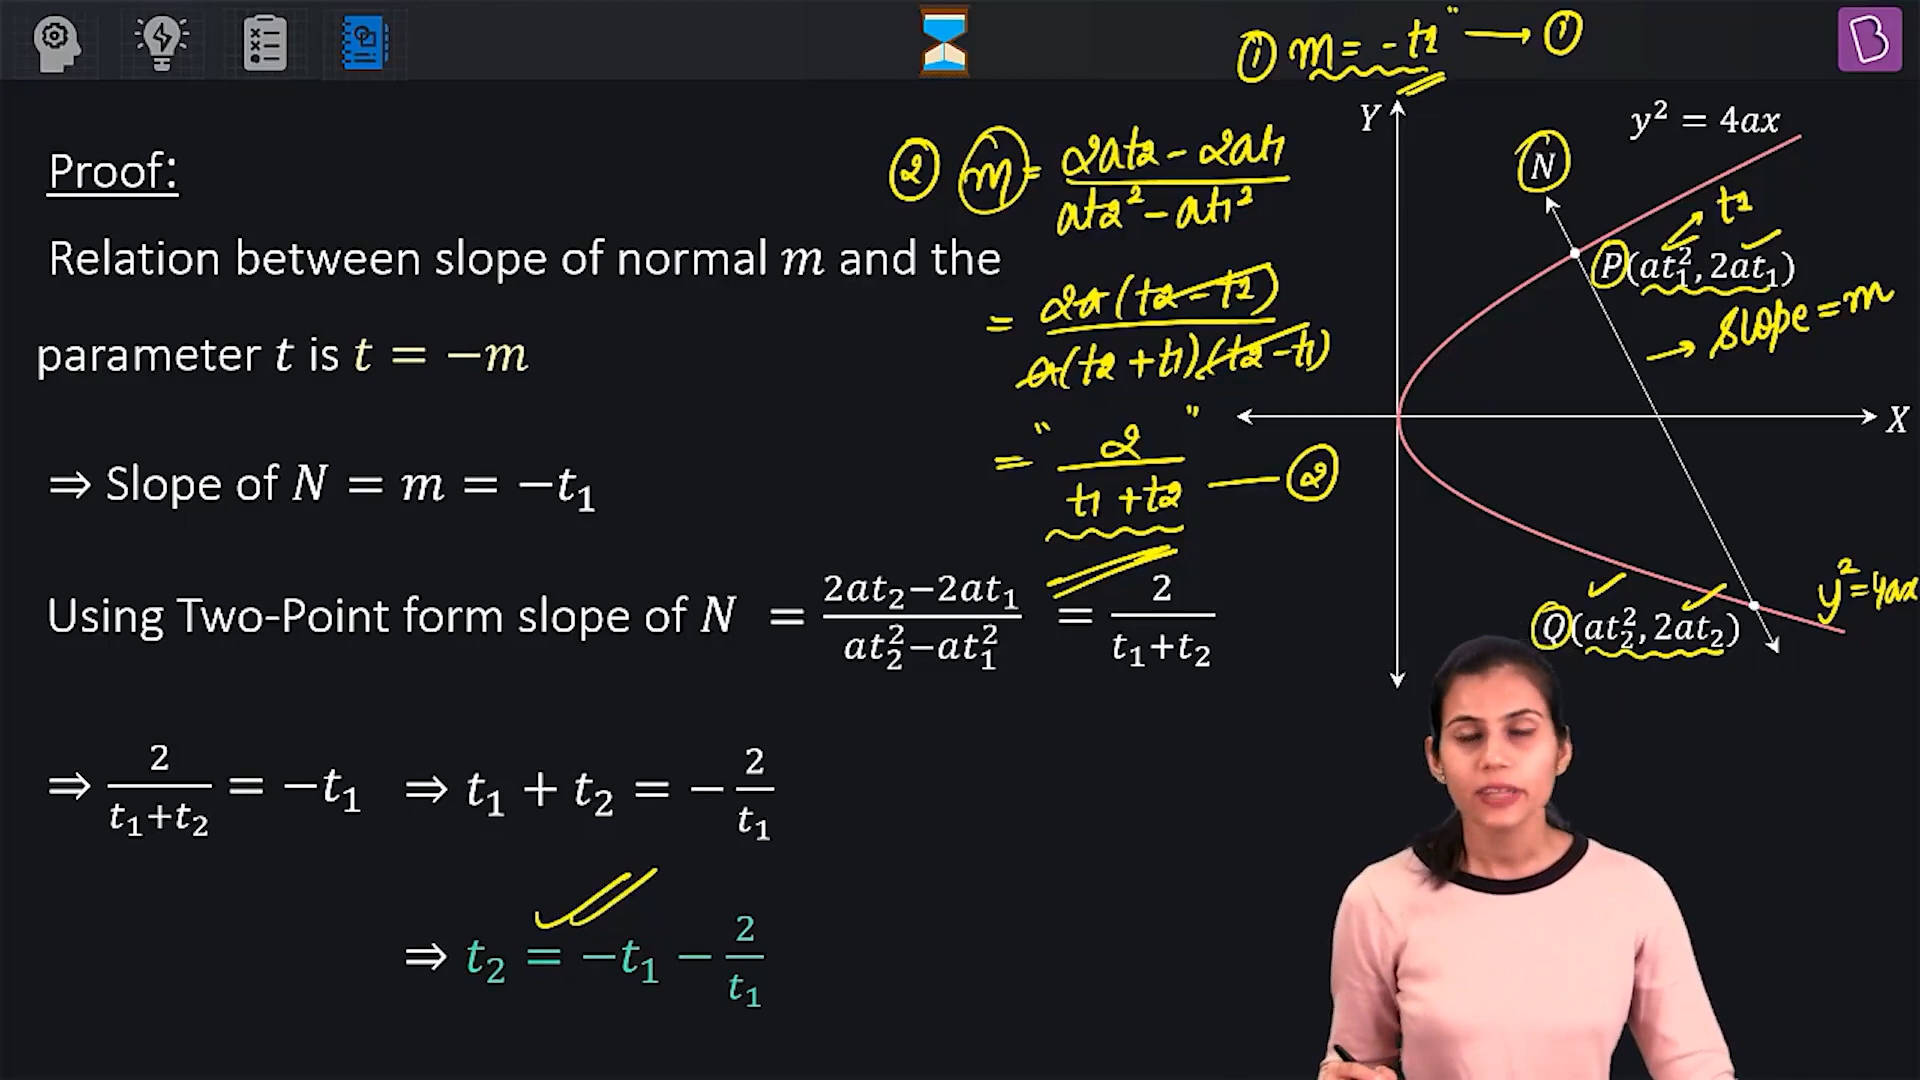 ① m = -t1" → ①
Y
y² = 4ax
N
② m = (2at2 - 2at1)/(at2² - at1²)
Proof:
t1
Relation between slope of normal m and the
P(at₁², 2at₁)
→ slope = m
= 2a(t2 - t1)/a(t2 + t1)(t2 - t1)
parameter t is t = −m
X
= " 2/(t1 + t2) " — ②
⇒ Slope of N = m = −t₁
Using Two-Point form slope of N = (2at₂−2at₁)/(at₂²−at₁²) = 2/(t₁+t₂)
y² = 4ax
Q(at₂², 2at₂)
⇒ 2/(t₁+t₂) = −t₁ ⇒ t₁ + t₂ = −2/t₁
⇒ t₂ = −t₁ − 2/t₁
B